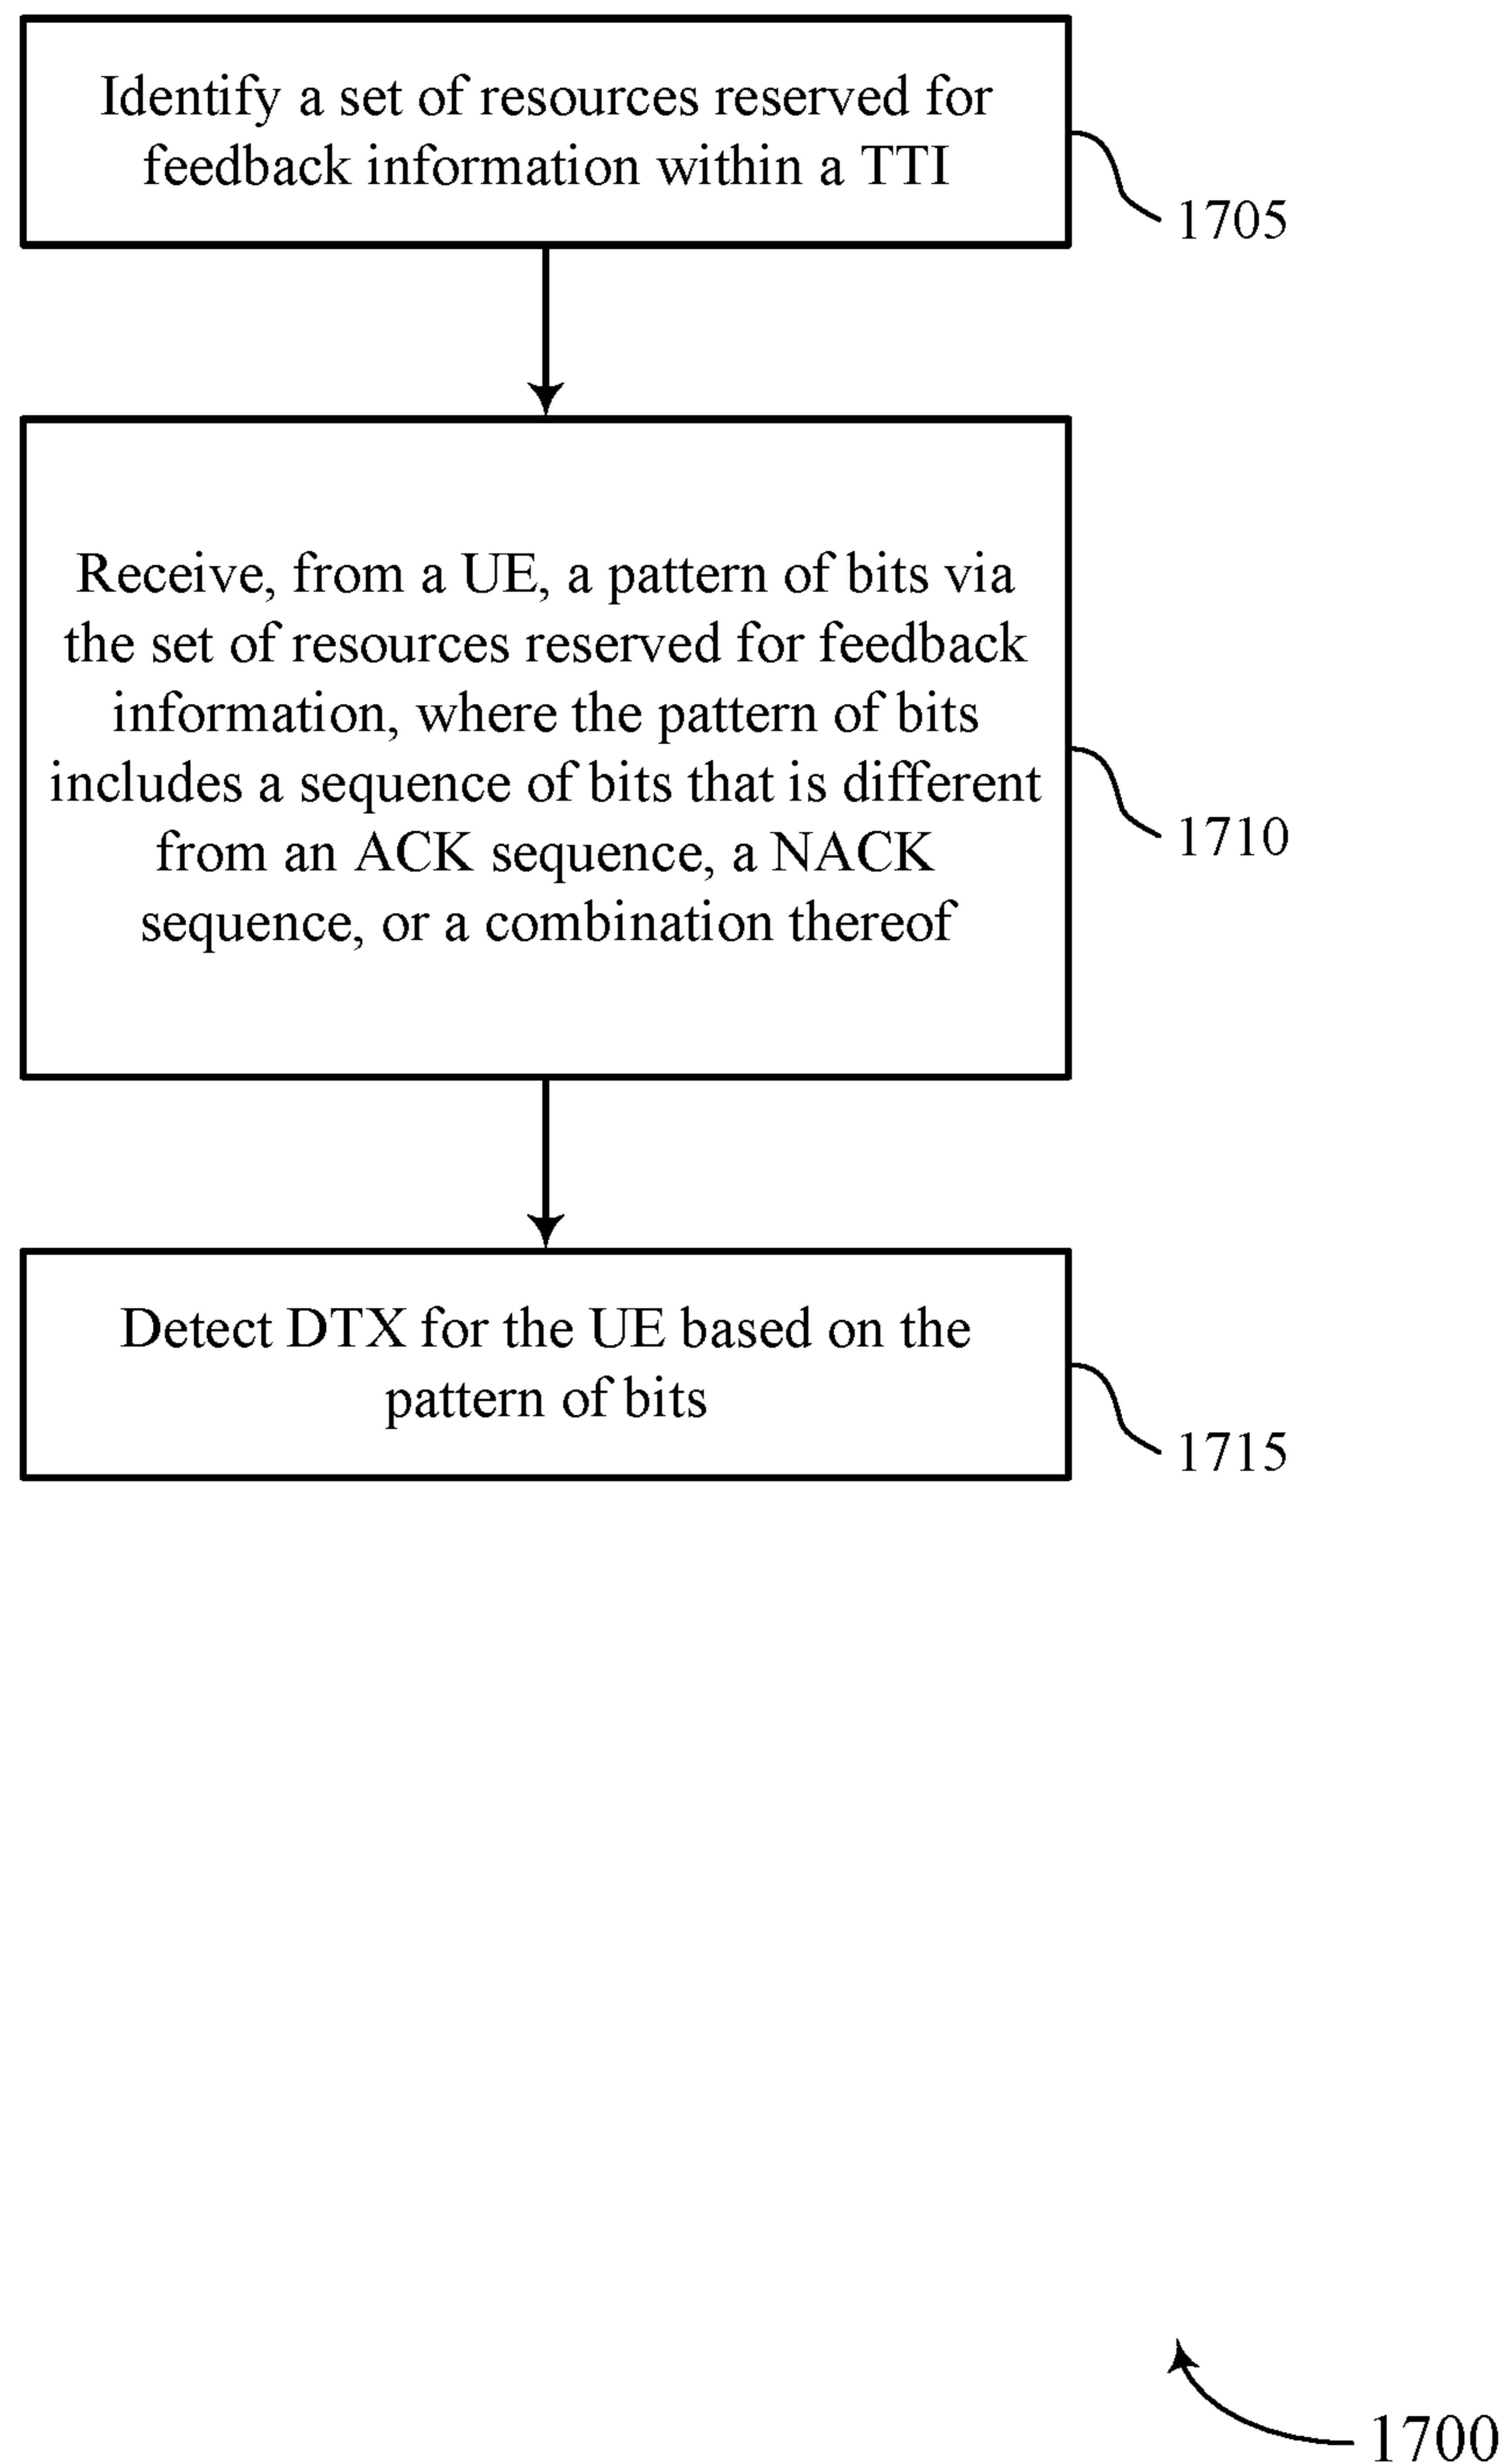 Identify a set of resources reserved for
feedback information within a TTI
1705
Receive, from a UE, a pattern of bits via
the set of resources reserved for feedback
information, where the pattern of bits
includes a sequence of bits that is different
from an ACK sequence, a NACK
sequence, or a combination thereof
1710
Detect DTX for the UE based on the
pattern of bits
1715
1700